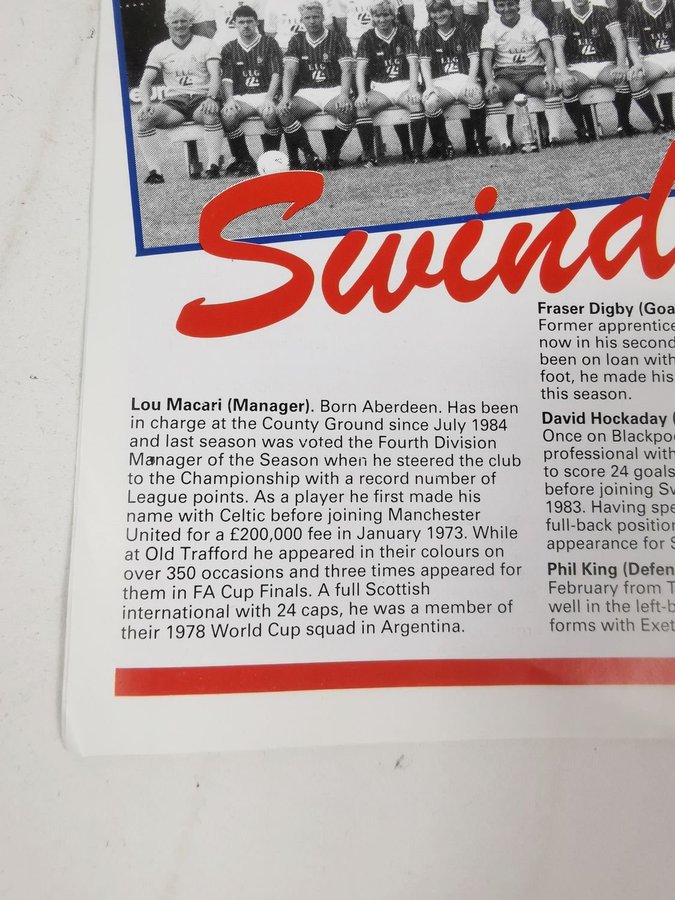 Swind
Lou Macari (Manager). Born Aberdeen. Has been
in charge at the County Ground since July 1984
and last season was voted the Fourth Division
Manager of the Season when he steered the club
to the Championship with a record number of
League points. As a player he first made his
name with Celtic before joining Manchester
United for a £200,000 fee in January 1973. While
at Old Trafford he appeared in their colours on
over 350 occasions and three times appeared for
them in FA Cup Finals. A full Scottish
international with 24 caps, he was a member of
their 1978 World Cup squad in Argentina.
Fraser Digby (Goa
Former apprentice
now in his second
been on loan with
foot, he made his
this season.
David Hockaday (
Once on Blackpo
professional with
to score 24 goals
before joining Sw
1983. Having spe
full-back position
appearance for S
Phil King (Defen
February from T
well in the left-b
forms with Exet